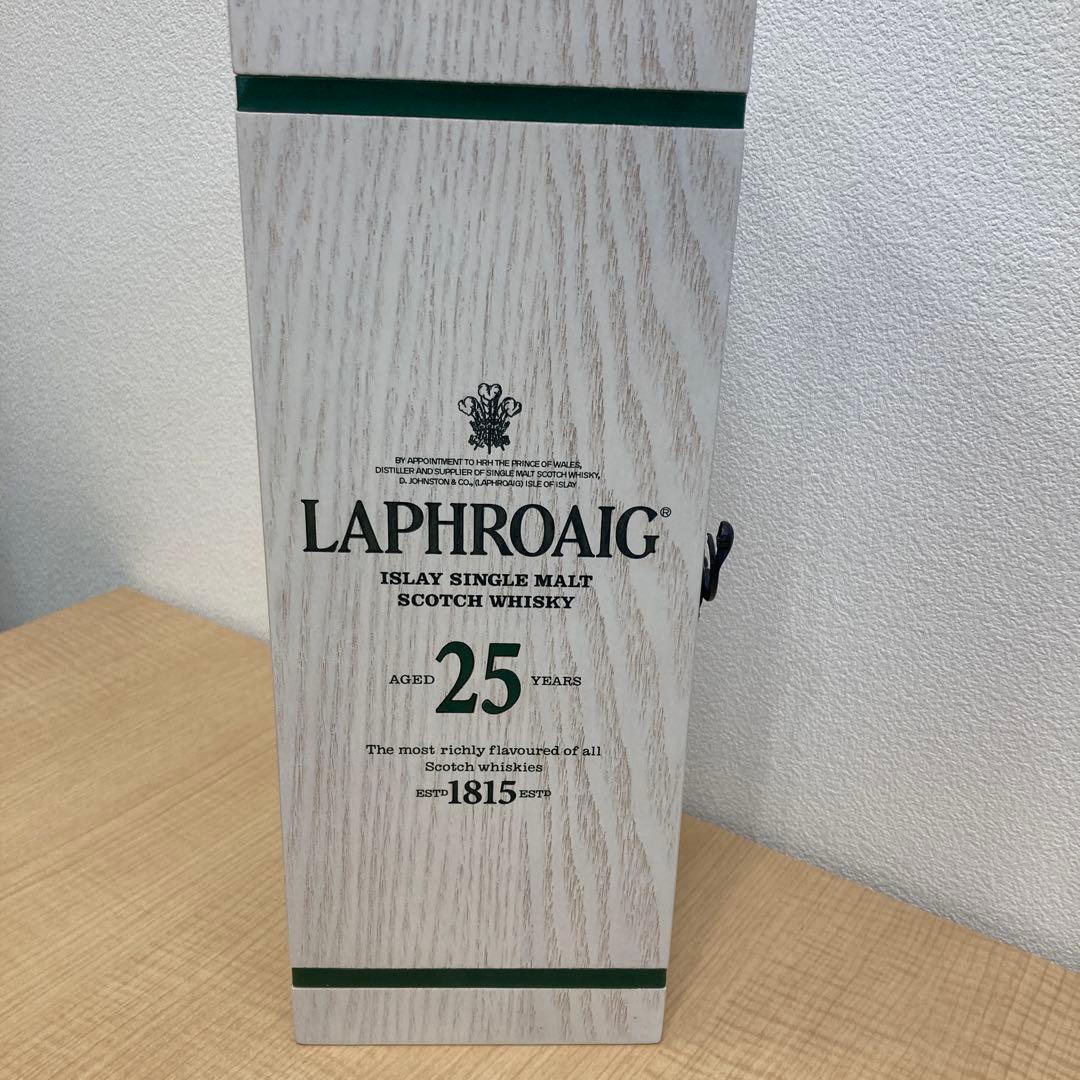 BY APPOINTMENT TO HRH THE PRINCE OF WALES,
DISTILLER AND SUPPLIER OF SINGLE MALT SCOTCH WHISKY,
D. JOHNSTON & CO., (LAPHROAIG) ISLE OF ISLAY
LAPHROAIG®
ISLAY SINGLE MALT
SCOTCH WHISKY
AGED 25 YEARS
The most richly flavoured of all
Scotch whiskies
ESTD 1815 ESTD